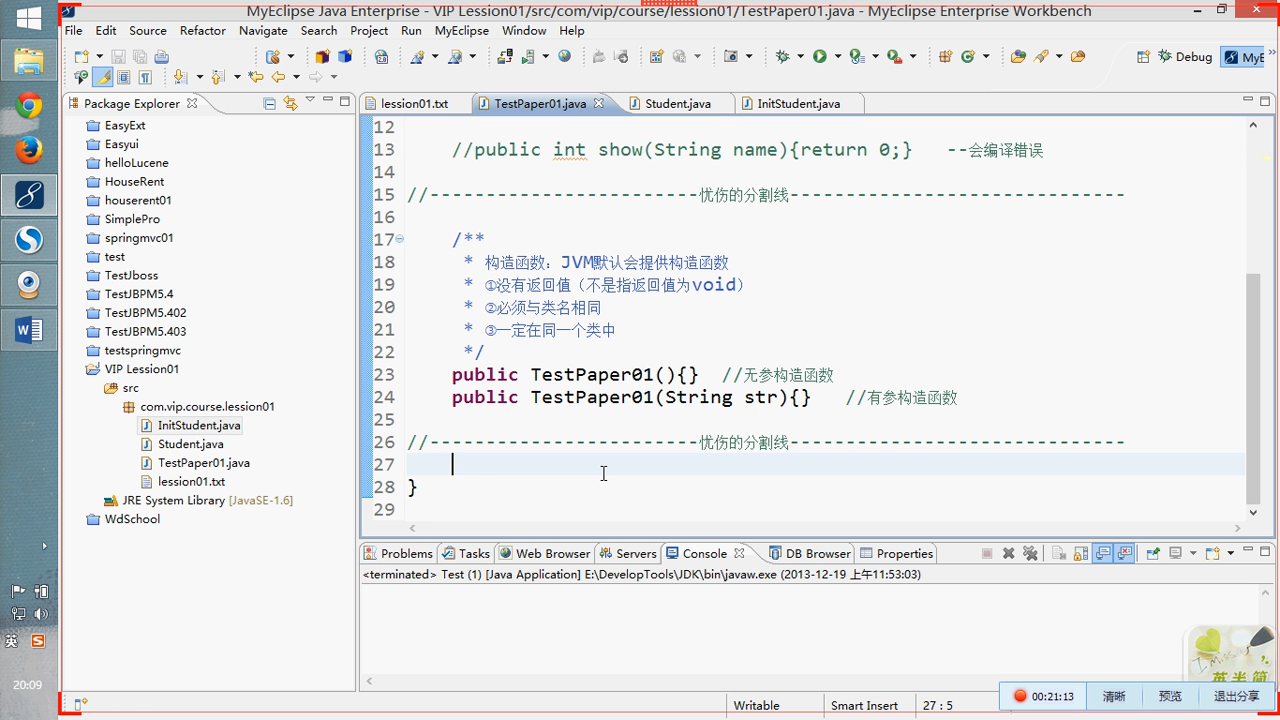 MyEclipse Java Enterprise - VIP Lession01/src/com/vip/course/lession01/TestPaper01.java - MyEclipse Enterprise Workbench
File Edit Source Refactor Navigate Search Project Run MyEclipse Window Help
Debug MyE
Package Explorer
EasyExt
Easyui
helloLucene
HouseRent
houserent01
SimplePro
springmvc01
test
TestJboss
TestJBPM5.4
TestJBPM5.402
TestJBPM5.403
testspringmvc
VIP Lession01
src
com.vip.course.lession01
InitStudent.java
Student.java
TestPaper01.java
lession01.txt
JRE System Library [JavaSE-1.6]
WdSchool
lession01.txt TestPaper01.java Student.java InitStudent.java
12
13 //public int show(String name){return 0;} --会编译错误
14
15 //------------------------忧伤的分割线------------------------------
16
17 /**
18 * 构造函数：JVM默认会提供构造函数
19 * ①没有返回值（不是指返回值为void）
20 * ②必须与类名相同
21 * ③一定在同一个类中
22 */
23 public TestPaper01(){} //无参构造函数
24 public TestPaper01(String str){} //有参构造函数
25
26 //------------------------忧伤的分割线------------------------------
27
28 }
29
Problems Tasks Web Browser Servers Console DB Browser Properties
<terminated> Test (1) [Java Application] E:\DevelopTools\JDK\bin\javaw.exe (2013-12-19 上午11:53:03)
英
20:09
英半简
00:21:13 清晰 预览 退出分享
Writable Smart Insert 27 : 5